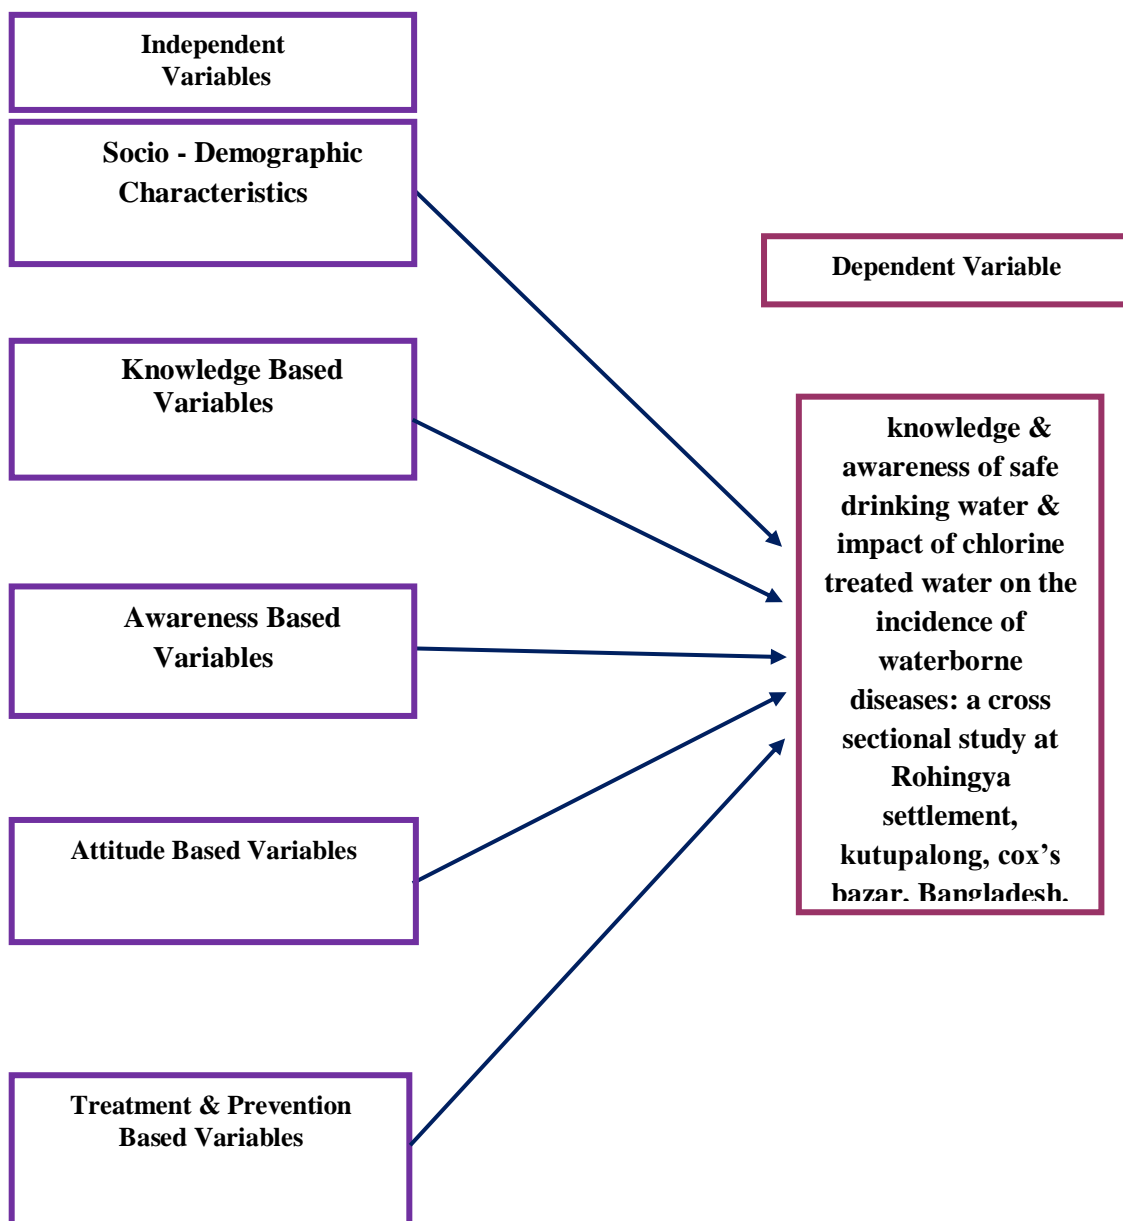 Independent
Variables
Socio - Demographic
Characteristics
Knowledge Based
Variables
Awareness Based
Variables
Attitude Based Variables
Treatment & Prevention
Based Variables
Dependent Variable
knowledge &
awareness of safe
drinking water &
impact of chlorine
treated water on the
incidence of
waterborne
diseases: a cross
sectional study at
Rohingya
settlement,
kutupalong, cox’s
bazar, Bangladesh.